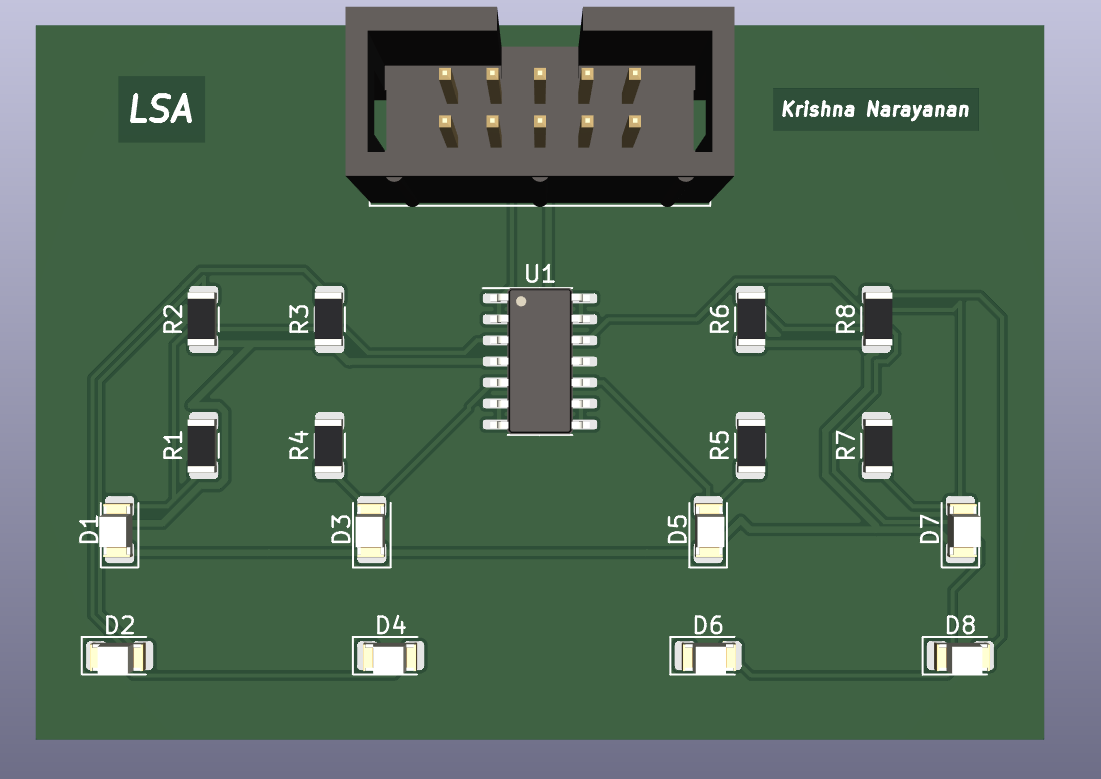 LSA
Krishna Narayanan
U1
R2
R3
R6
R8
R1
R4
R5
R7
D1
D3
D5
D7
D2
D4
D6
D8